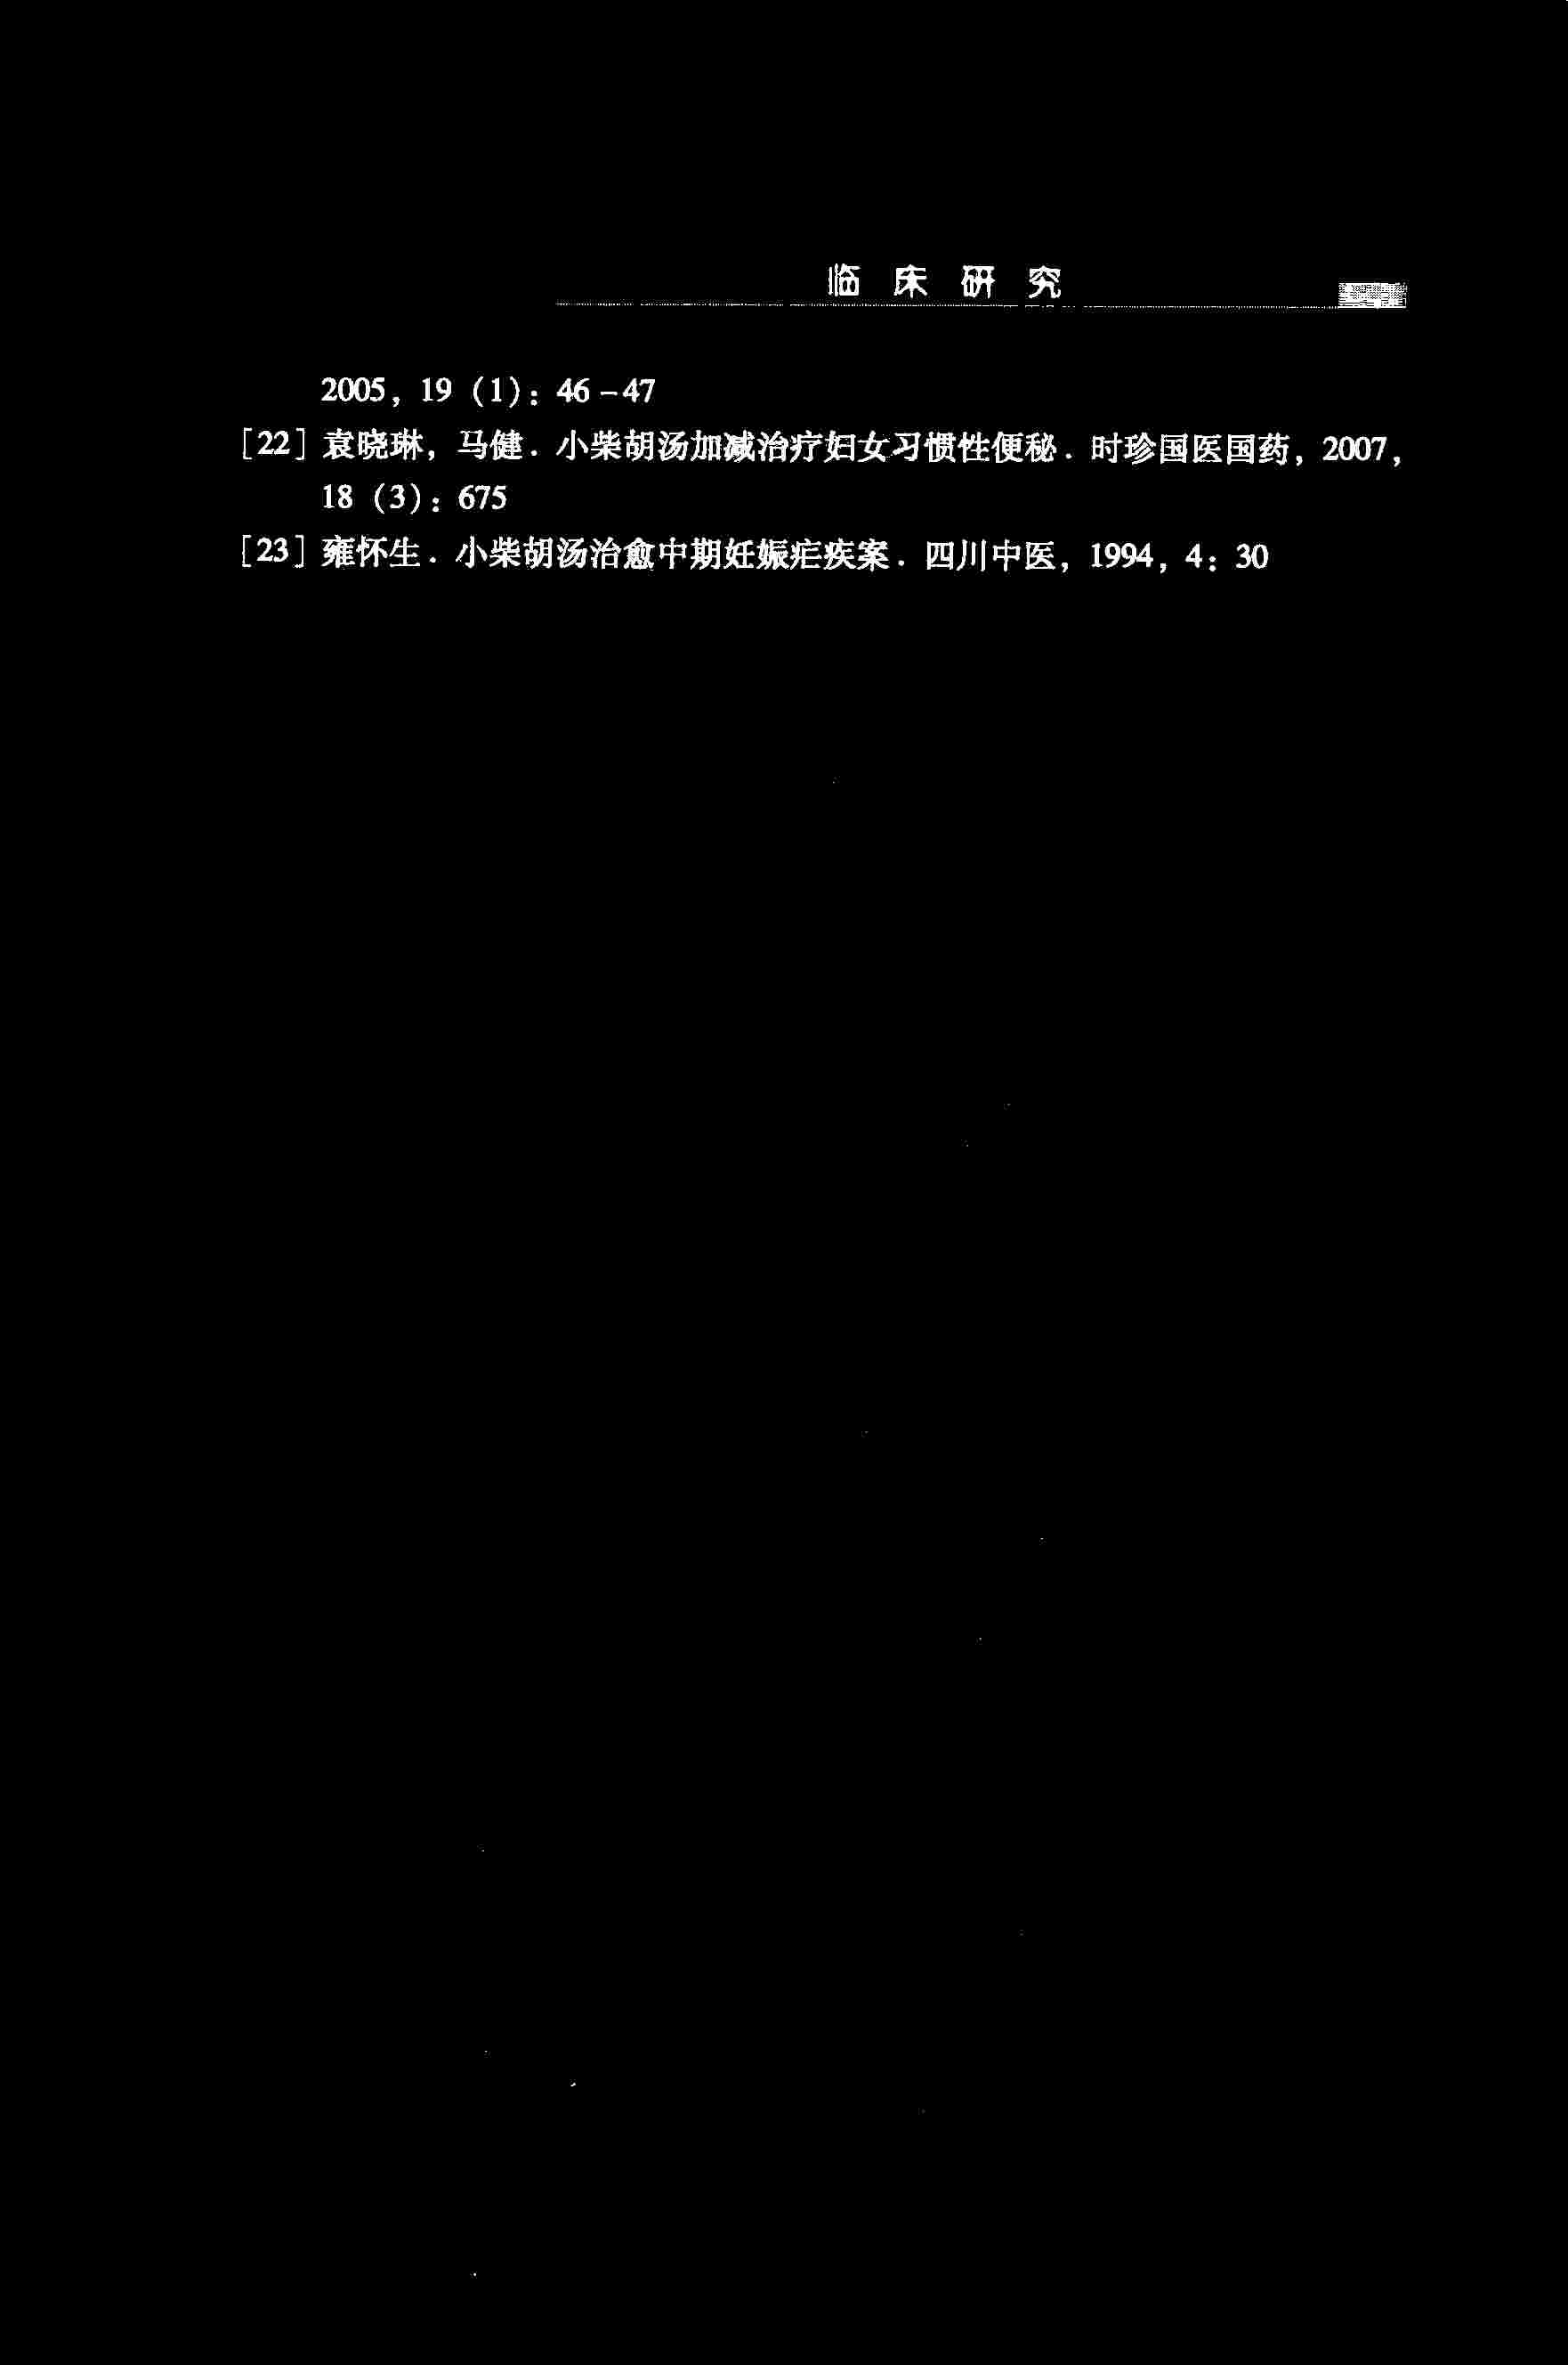 临床研究
2005, 19 (1): 46-47
[22] 袁晓琳, 马健. 小柴胡汤加减治疗妇女习惯性便秘. 时珍国医国药, 2007,
18 (3): 675
[23] 雍怀生. 小柴胡汤治愈中期妊娠疟疾案. 四川中医, 1994, 4: 30